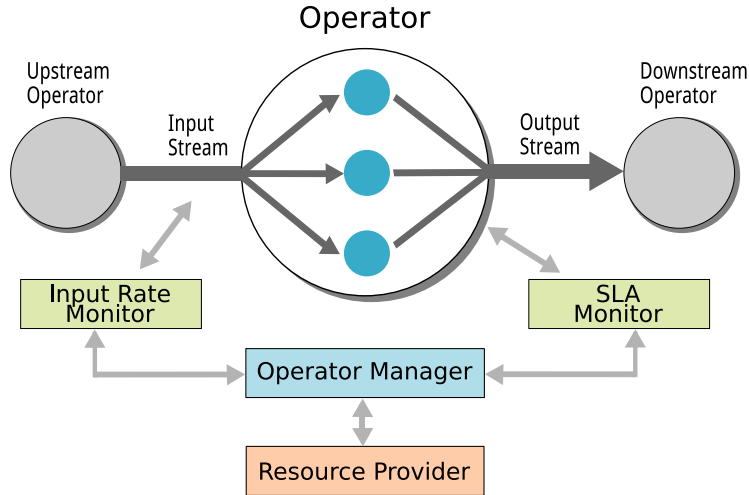 Operator
Upstream
Operator
Downstream
Operator
Input
Stream
Output
Stream
Input Rate
Monitor
SLA
Monitor
Operator Manager
Resource Provider